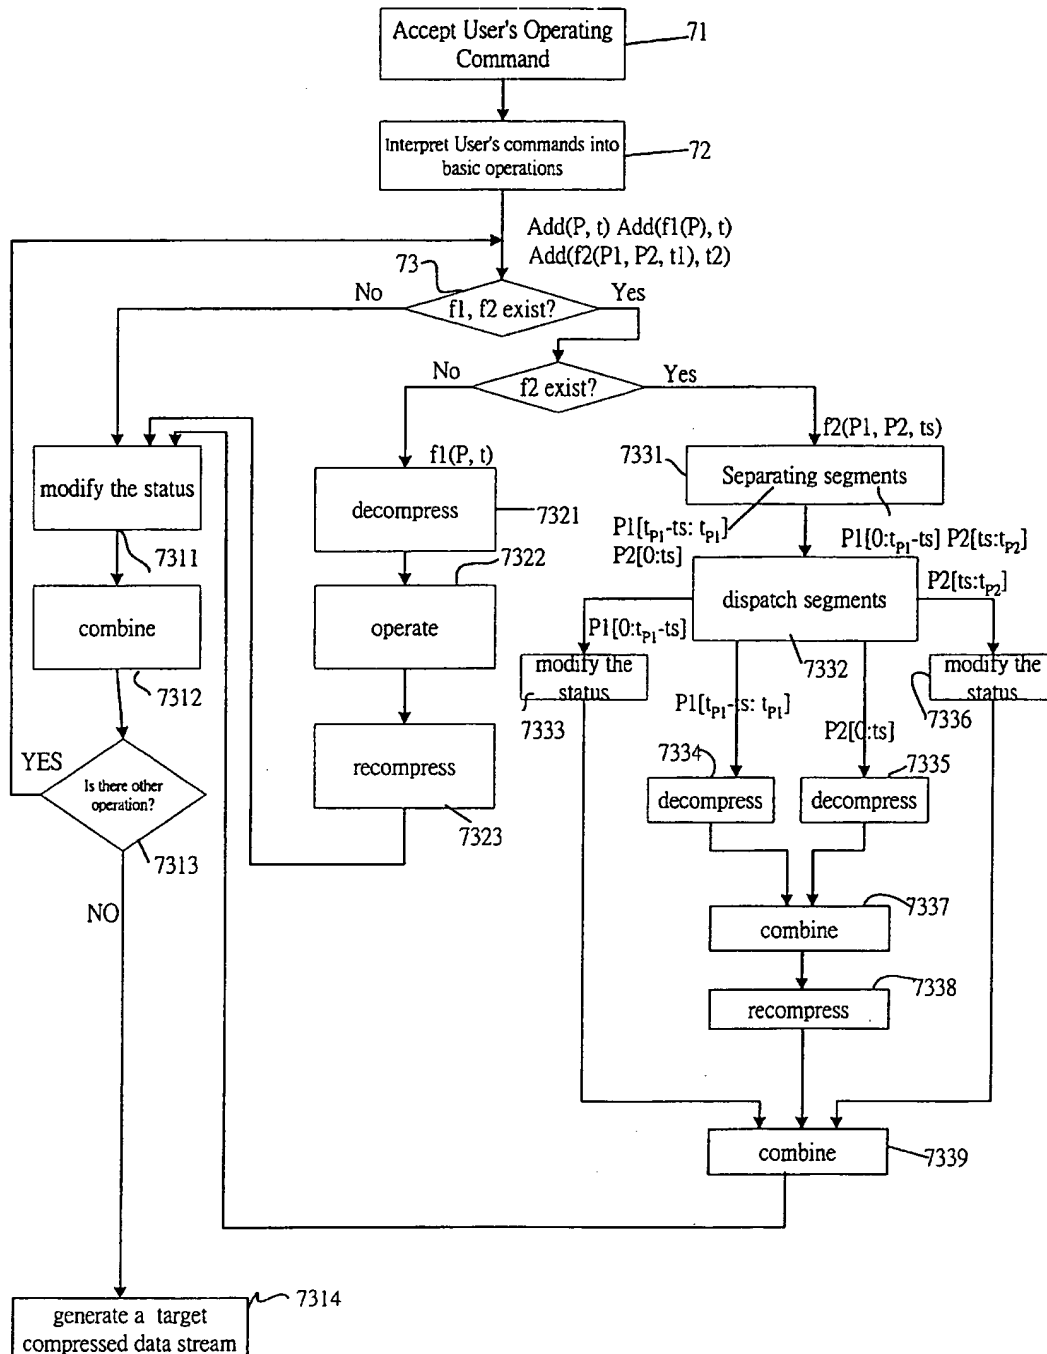 Accept User's Operating
Command
71
Interpret User's commands into
basic operations
72
Add(P, t) Add(f1(P), t)
Add(f2(P1, P2, t1), t2)
73
No
f1, f2 exist?
Yes
No
f2 exist?
Yes
f2(P1, P2, ts)
7331
Separating segments
f1(P, t)
modify the status
decompress
7321
P1[tP1-ts: tP1]
P2[0:ts]
P1[0:tP1-ts] P2[ts:tP2]
7311
7322
P2[ts:tP2]
dispatch segments
combine
operate
P1[0:tP1-ts]
7332
modify the
status
modify the
status
7312
7333
7336
P1[tP1-ts: tP1]
P2[0:ts]
YES
Is there other
operation?
recompress
7334
7335
decompress
decompress
7323
7313
NO
7337
combine
7338
recompress
combine
7339
generate a target
compressed data stream
7314